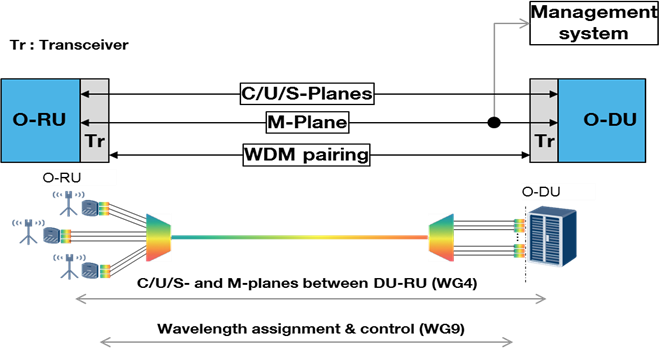 Management
system
Tr : Transceiver
C/U/S-Planes
O-RU
M-Plane
O-DU
Tr
Tr
WDM pairing
O-RU
O-DU
C/U/S- and M-planes between DU-RU (WG4)
Wavelength assignment & control (WG9)